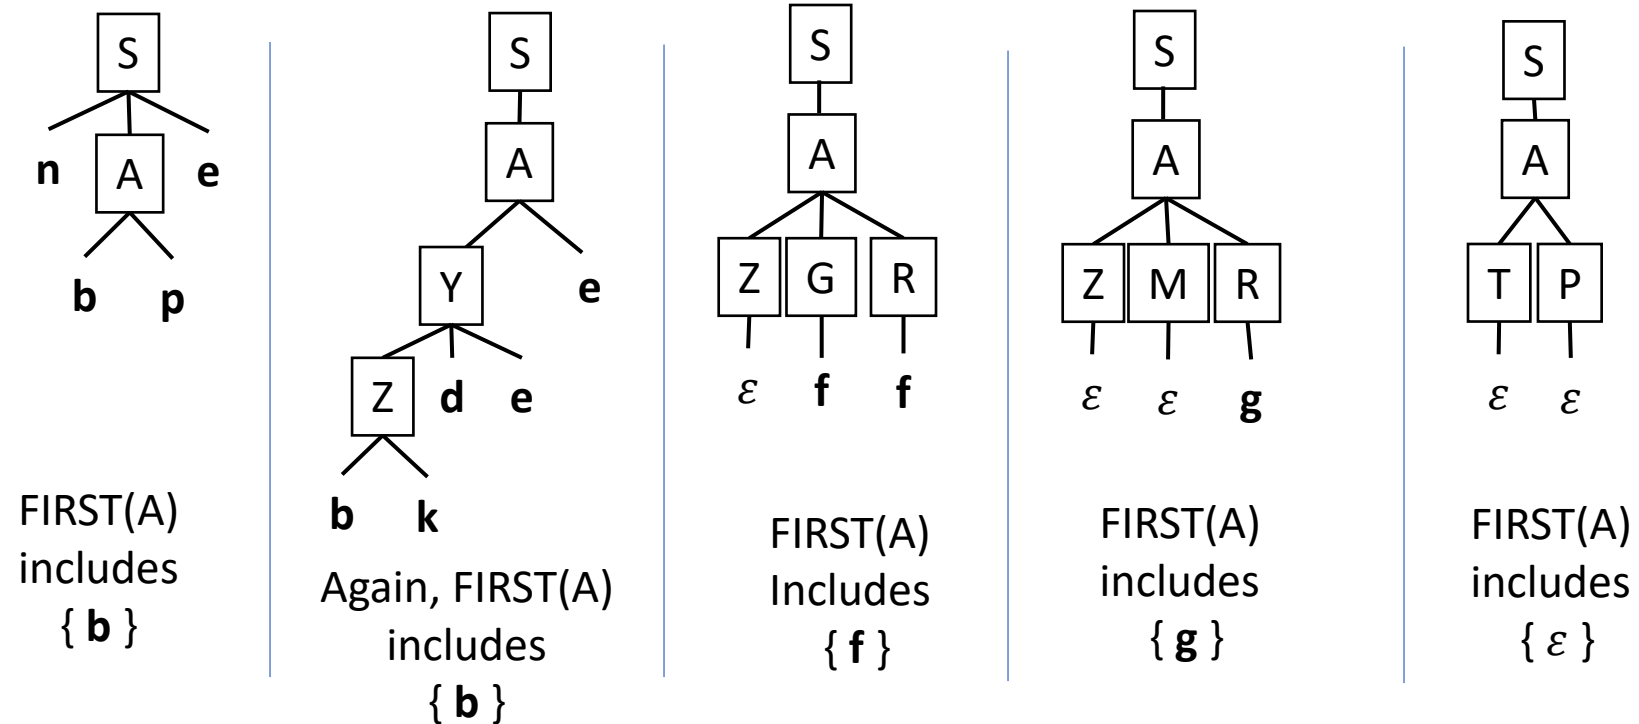 S
n A e
b p
FIRST(A)
includes
{ b }
S
A
Y e
Z d e
b k
Again, FIRST(A)
includes
{ b }
S
A
Z G R
ε f f
FIRST(A)
Includes
{ f }
S
A
Z M R
ε ε g
FIRST(A)
includes
{ g }
S
A
T P
ε ε
FIRST(A)
includes
{ ε }